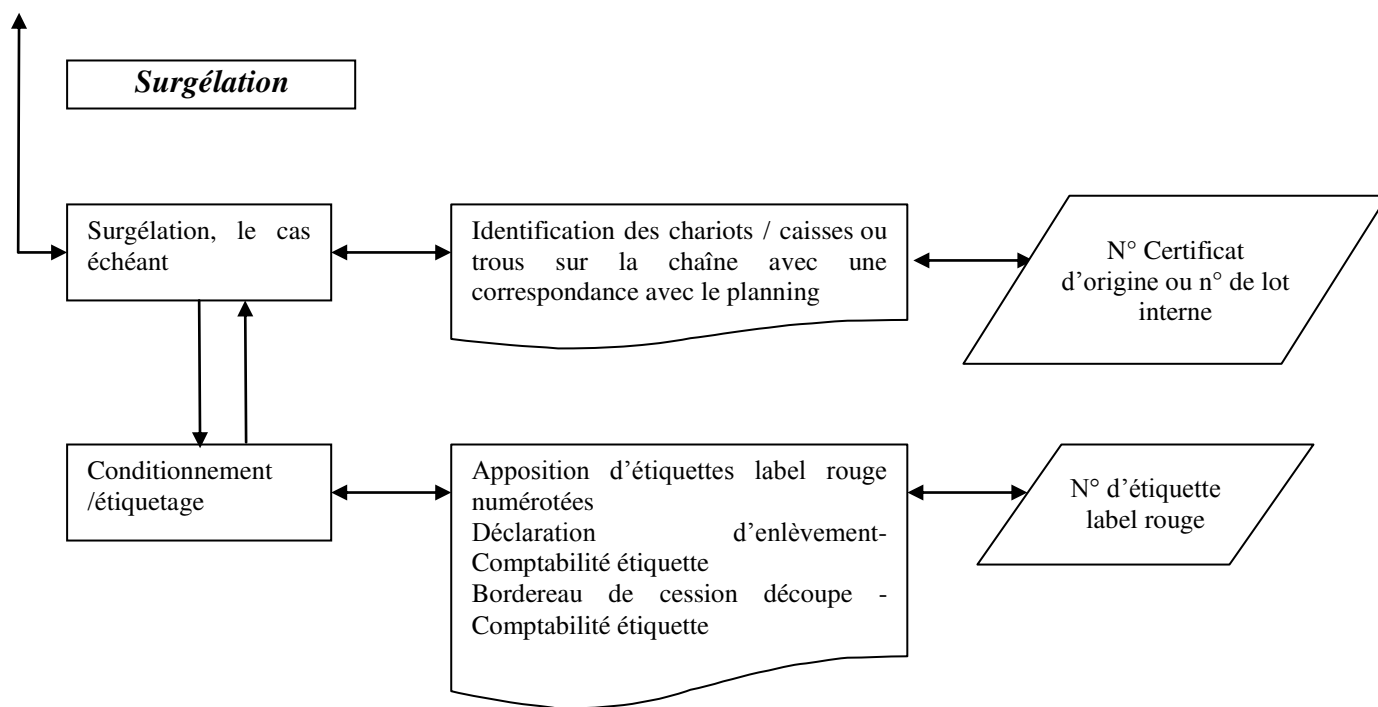 Surgélation
Surgélation, le cas
échéant
Identification des chariots / caisses ou
trous sur la chaîne avec une
correspondance avec le planning
N° Certificat
d'origine ou n° de lot
interne
Conditionnement
/étiquetage
Apposition d'étiquettes label rouge
numérotées
Déclaration d'enlèvement-
Comptabilité étiquette
Bordereau de cession découpe -
Comptabilité étiquette
N° d'étiquette
label rouge